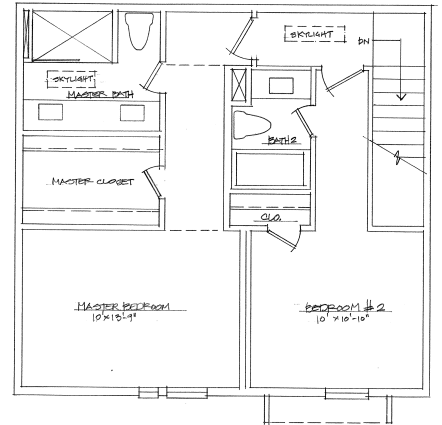 SKYLIGHT
DN
SKYLIGHT
MASTER BATH
BATH 2
MASTER CLOSET
CLO.
MASTER BEDROOM
10' x 13'-9"
BEDROOM #2
10' x 10'-10"